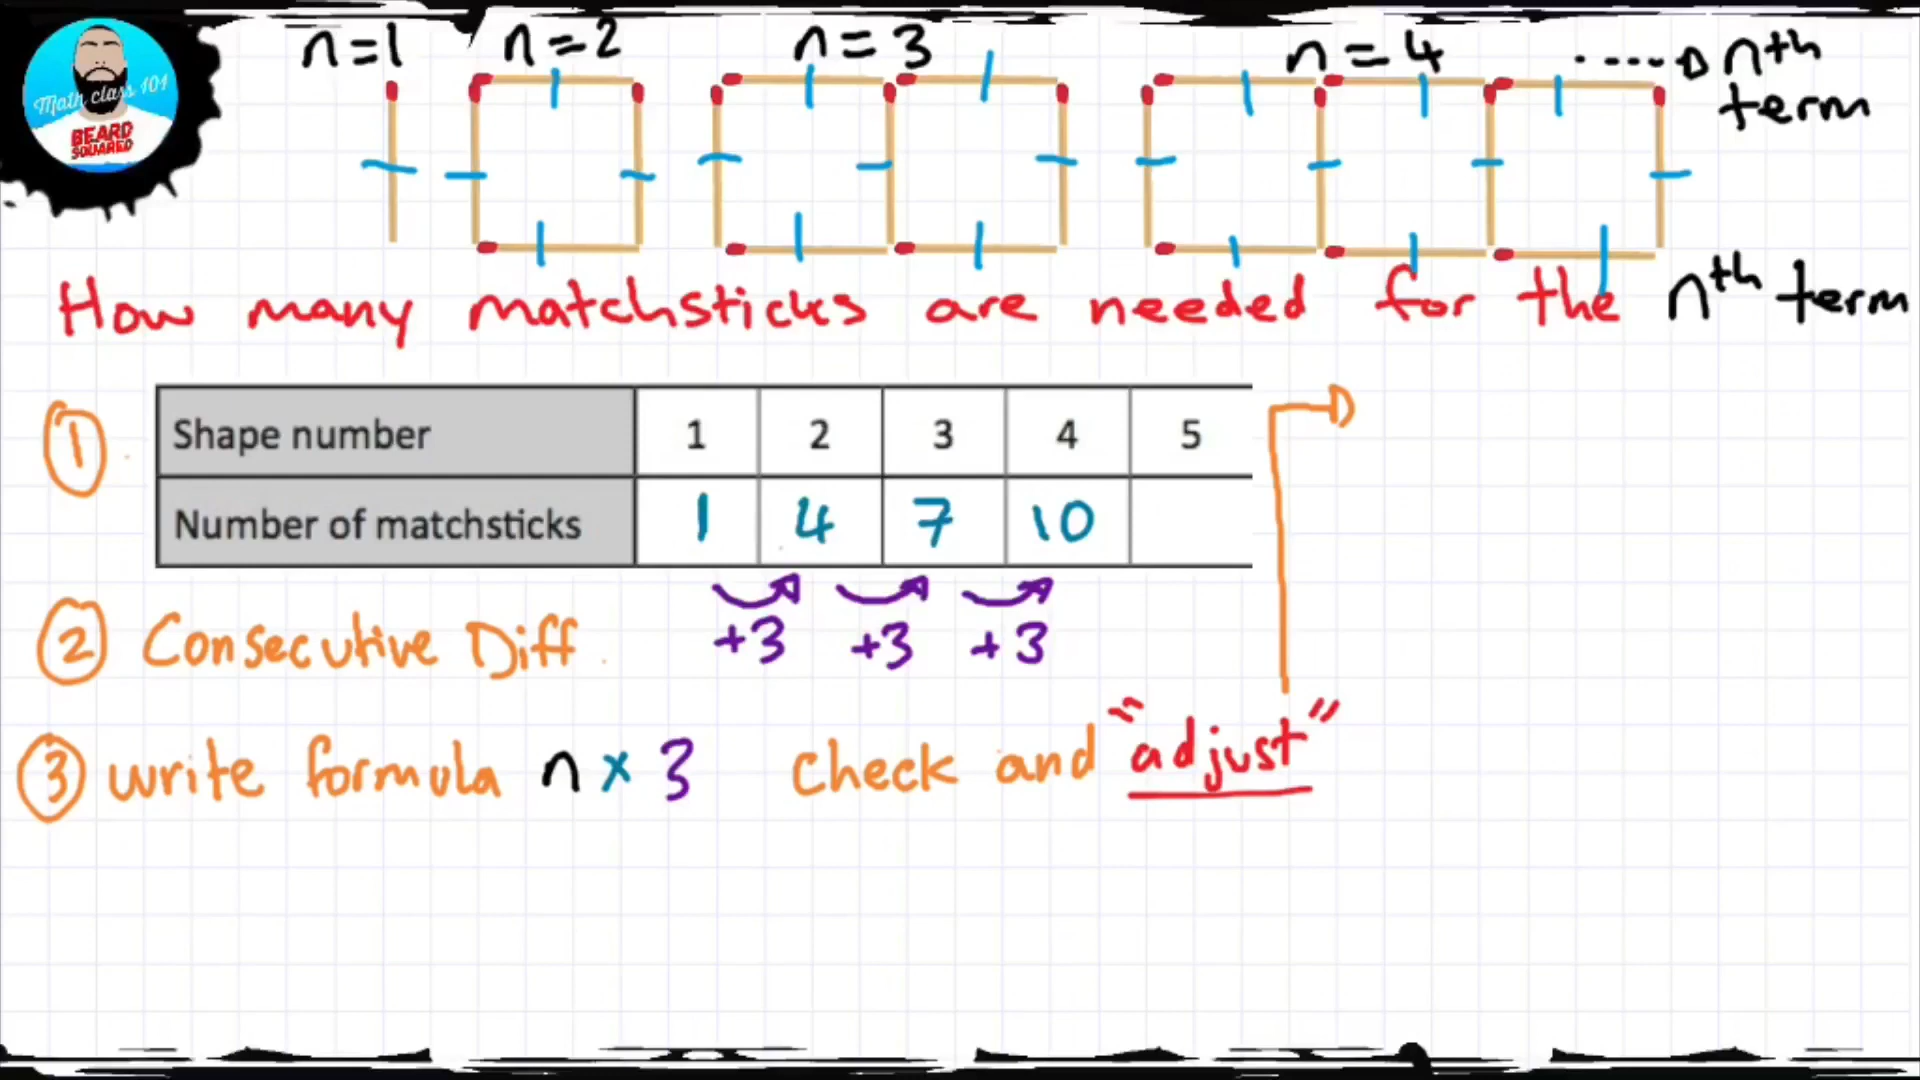 Math class 101
BEARD
SQUARED
n=1 n=2 n=3 n=4 ....→ nth
term
How many matchsticks are needed for the nth term
① Shape number 1 2 3 4 5
Number of matchsticks 1 4 7 10
② Consecutive Diff +3 +3 +3
③ write formula n × 3 check and "adjust"